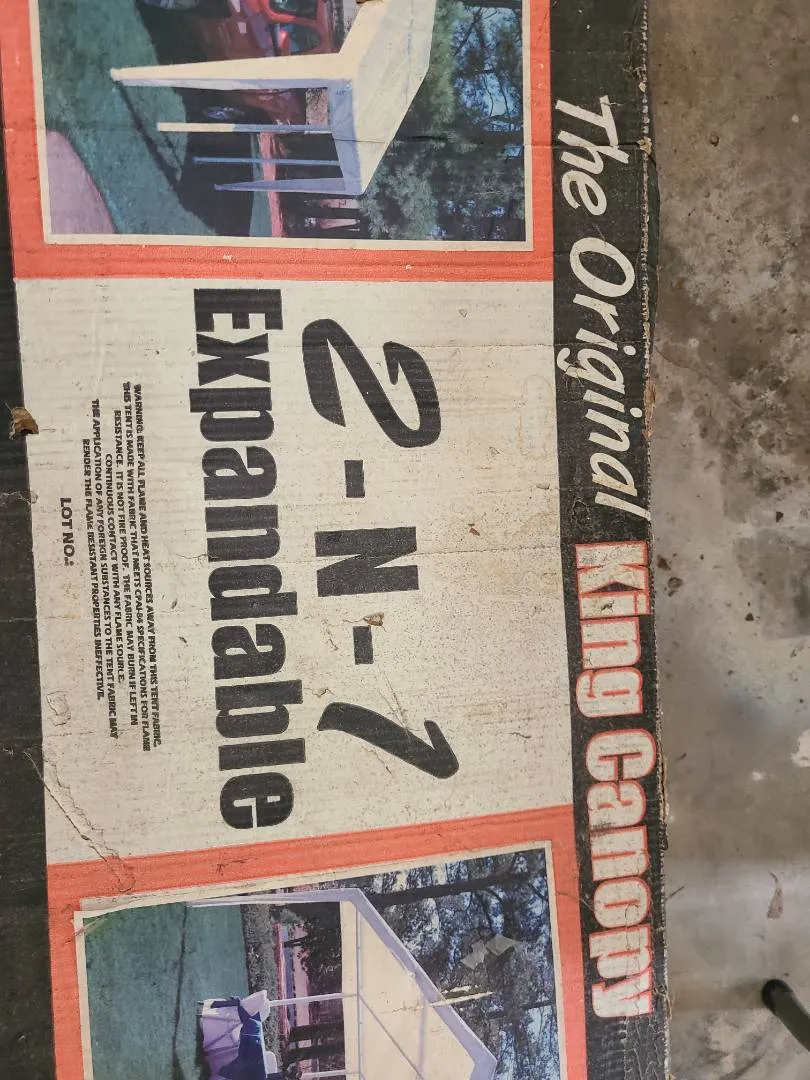 The Original King Canopy
2-N-1
Expandable
WARNING: KEEP ALL FLAME AND HEAT SOURCES AWAY FROM THIS TENT FABRIC.
THIS TENT IS MADE WITH FABRIC THAT MEETS CPAI-84 SPECIFICATIONS FOR FLAME
RESISTANCE. IT IS NOT FIRE PROOF. THE FABRIC MAY BURN IF LEFT IN
CONTINUOUS CONTACT WITH ANY FLAME SOURCE.
THE APPLICATION OF ANY FOREIGN SUBSTANCES TO THE TENT FABRIC MAY
RENDER THE FLAME RESISTANT PROPERTIES INEFFECTIVE.
LOT NO.: